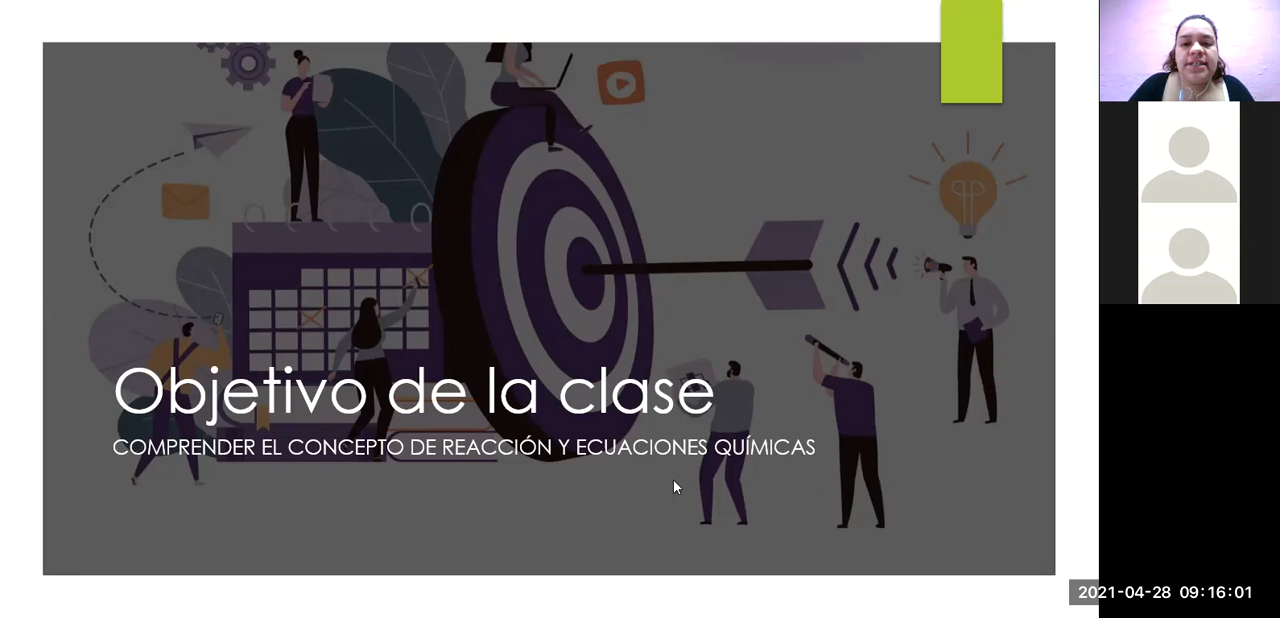 Objetivo de la clase
COMPRENDER EL CONCEPTO DE REACCIÓN Y ECUACIONES QUÍMICAS
2021-04-28 09:16:01